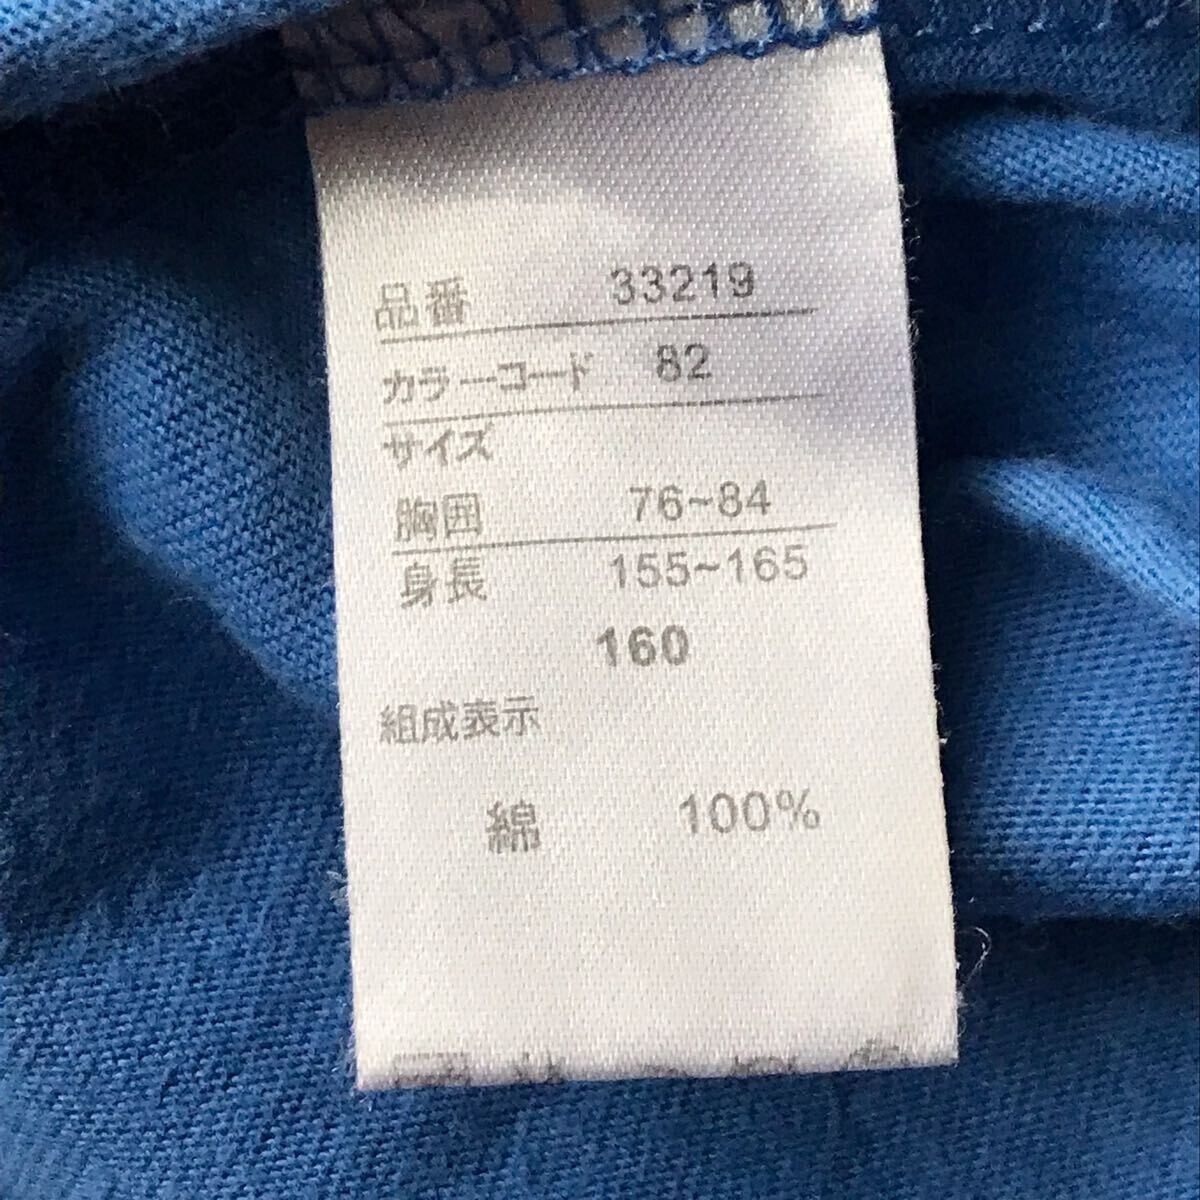 品番 33219
カラーコード 82
サイズ
胸囲 76~84
身長 155~165
160
組成表示
綿 100%